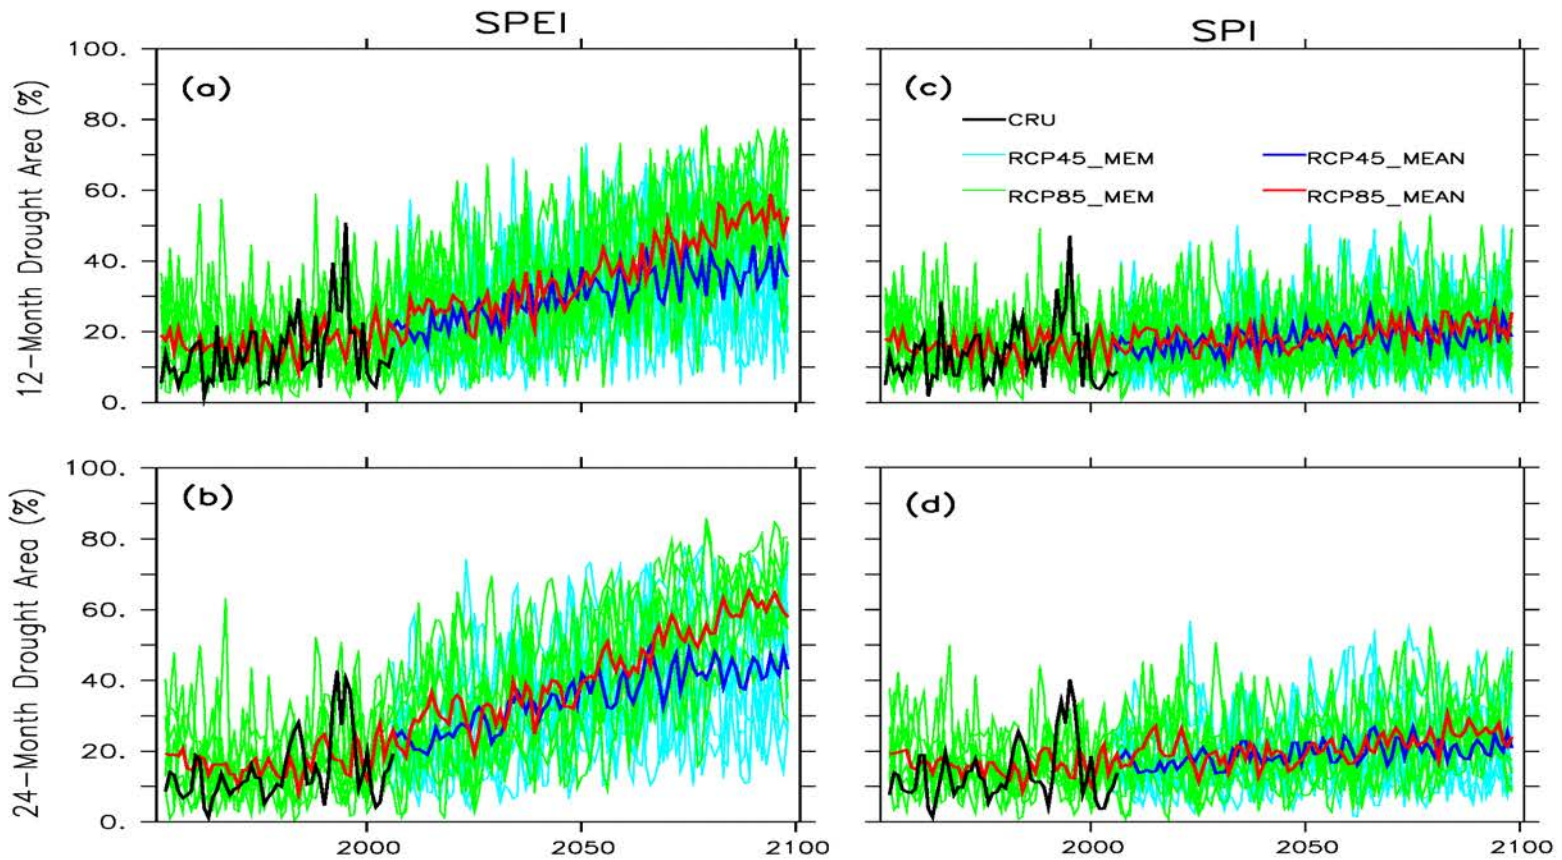 SPEI
SPI
12-Month Drought Area (%)
100.
80.
60.
40.
20.
0.
(a)
(c)
CRU
RCP45_MEM
RCP45_MEAN
RCP85_MEM
RCP85_MEAN
24-Month Drought Area (%)
100.
80.
60.
40.
20.
0.
(b)
(d)
2000
2050
2100
2000
2050
2100